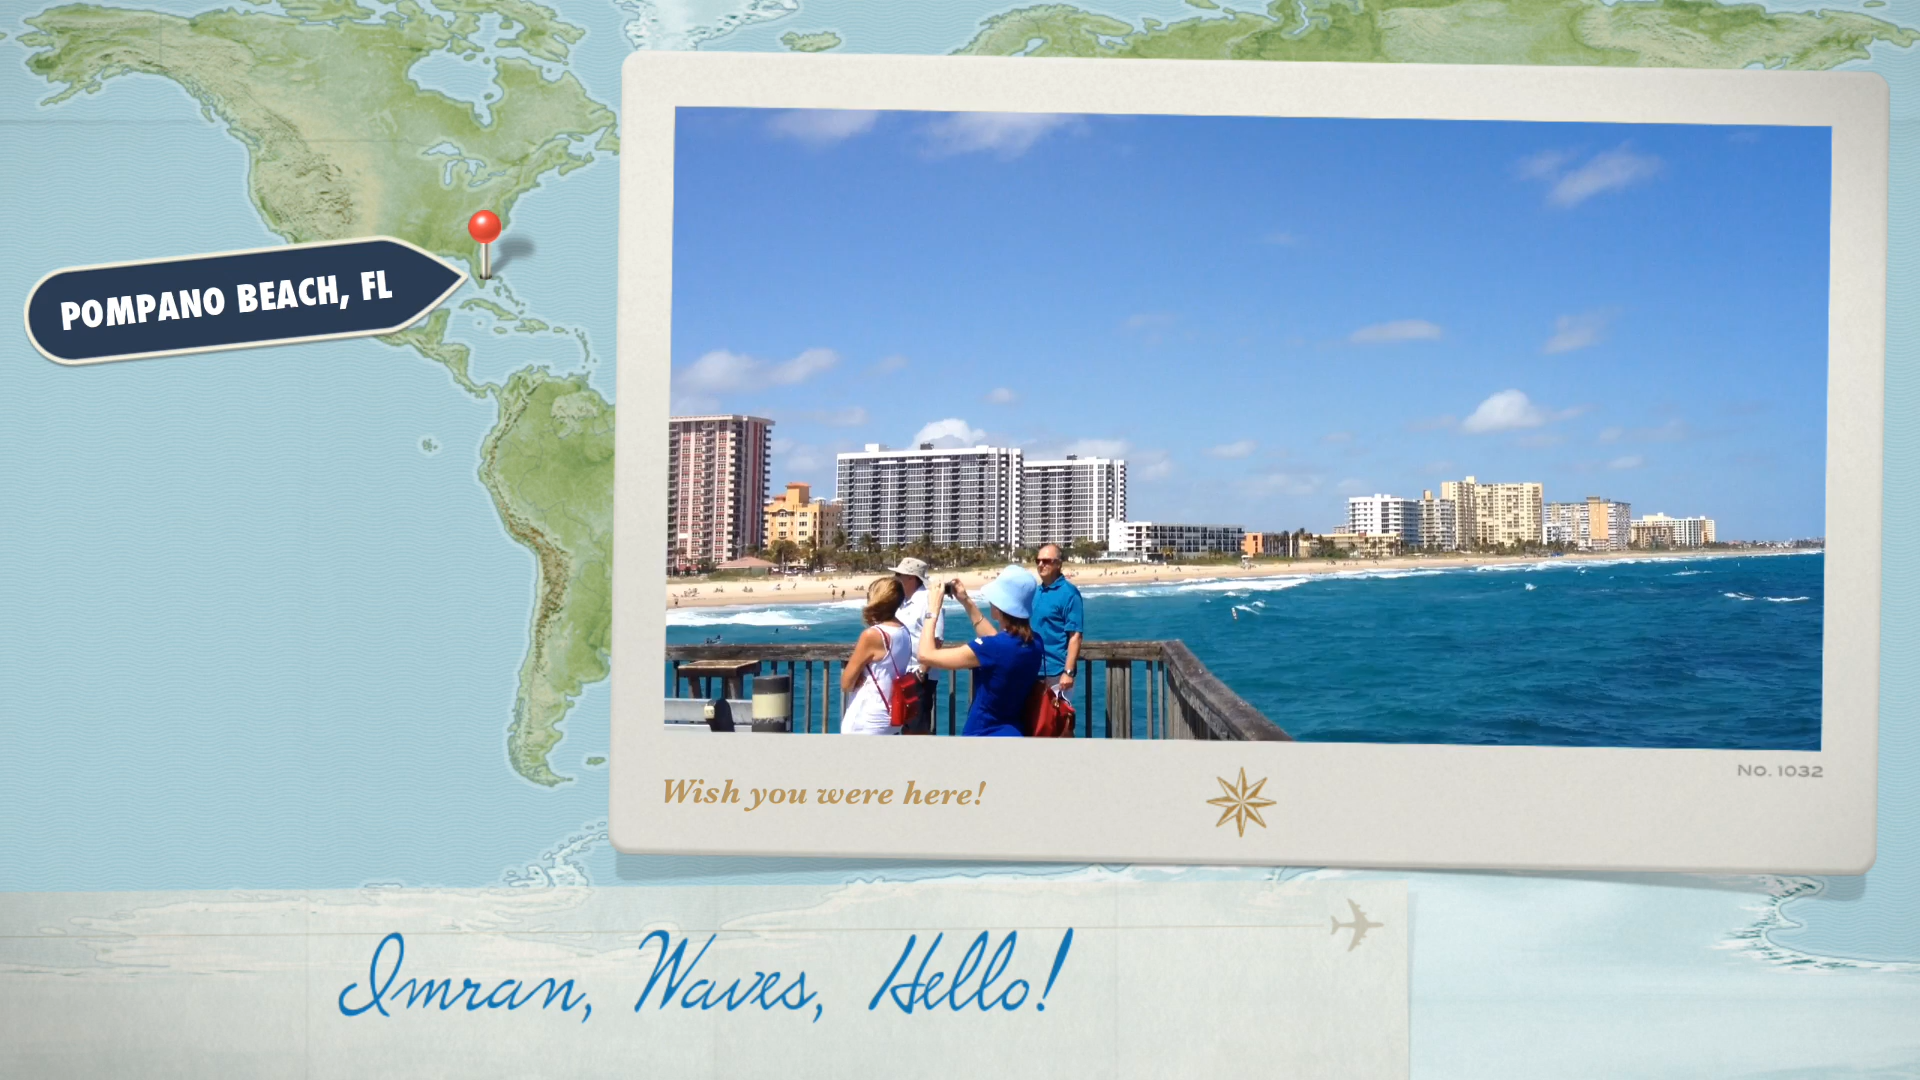 POMPANO BEACH, FL
Wish you were here!
NO. 1032
Imran, Waves, Hello!